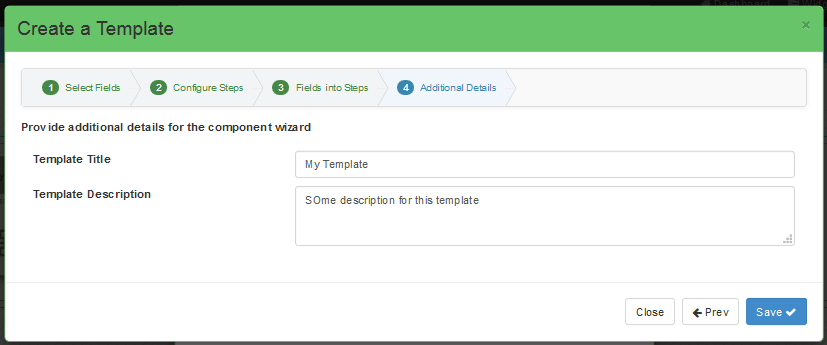 Dashboard
Create a Template
×
1 Select Fields 2 Configure Steps 3 Fields into Steps 4 Additional Details
Provide additional details for the component wizard
Template Title
My Template
Template Description
SOme description for this template
Close Prev Save